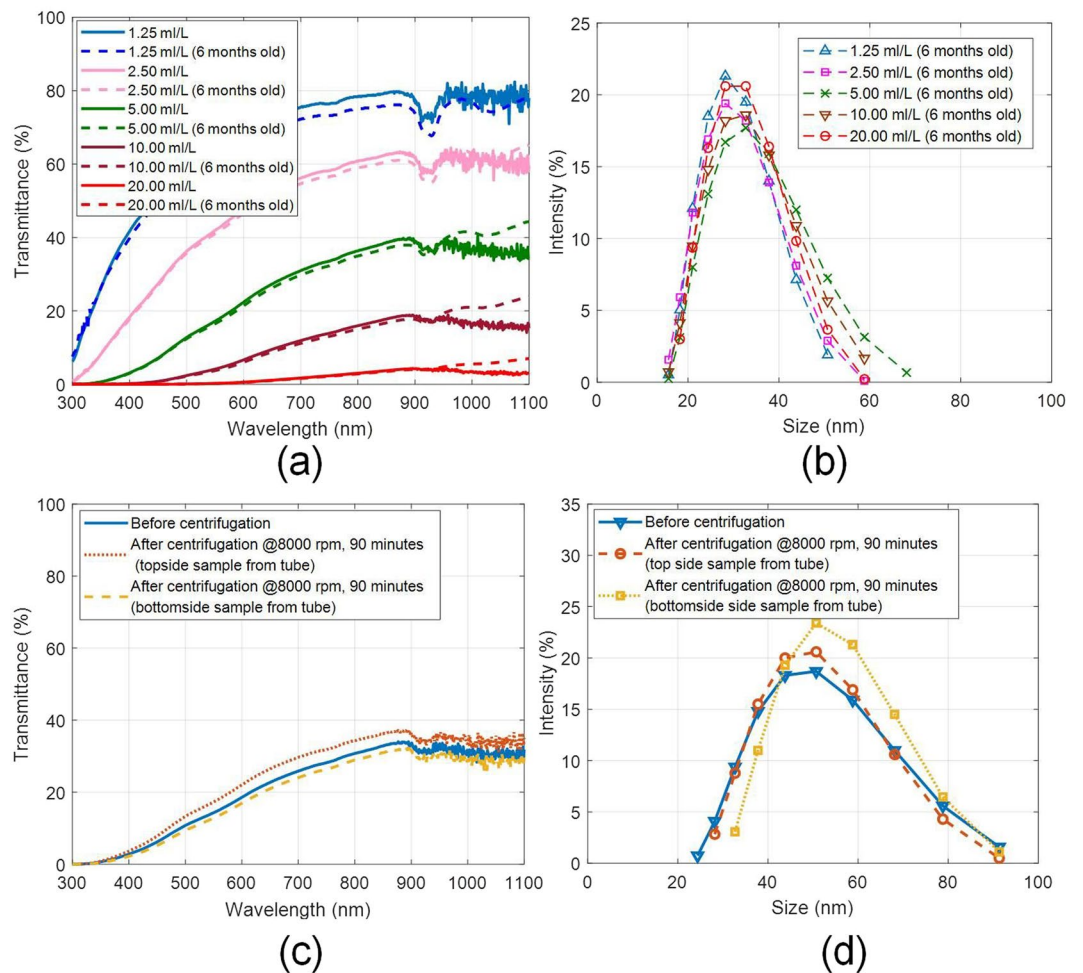 100
80
60
40
20
0
Transmittance (%)
1.25 ml/L
1.25 ml/L (6 months old)
2.50 ml/L
2.50 ml/L (6 months old)
5.00 ml/L
5.00 ml/L (6 months old)
10.00 ml/L
10.00 ml/L (6 months old)
20.00 ml/L
20.00 ml/L (6 months old)
300 400 500 600 700 800 900 1000 1100
Wavelength (nm)
(a)
25
20
15
10
5
0
Intensity (%)
1.25 ml/L (6 months old)
2.50 ml/L (6 months old)
5.00 ml/L (6 months old)
10.00 ml/L (6 months old)
20.00 ml/L (6 months old)
0 20 40 60 80 100
Size (nm)
(b)
100
80
60
40
20
0
Transmittance (%)
Before centrifugation
After centrifugation @8000 rpm, 90 minutes
(topside sample from tube)
After centrifugation @8000 rpm, 90 minutes
(bottomside sample from tube)
300 400 500 600 700 800 900 1000 1100
Wavelength (nm)
(c)
35
30
25
20
15
10
5
0
Intensity (%)
Before centrifugation
After centrifugation @8000 rpm, 90 minutes
(top side sample from tube)
After centrifugation @8000 rpm, 90 minutes
(bottomside side sample from tube)
0 20 40 60 80 100
Size (nm)
(d)